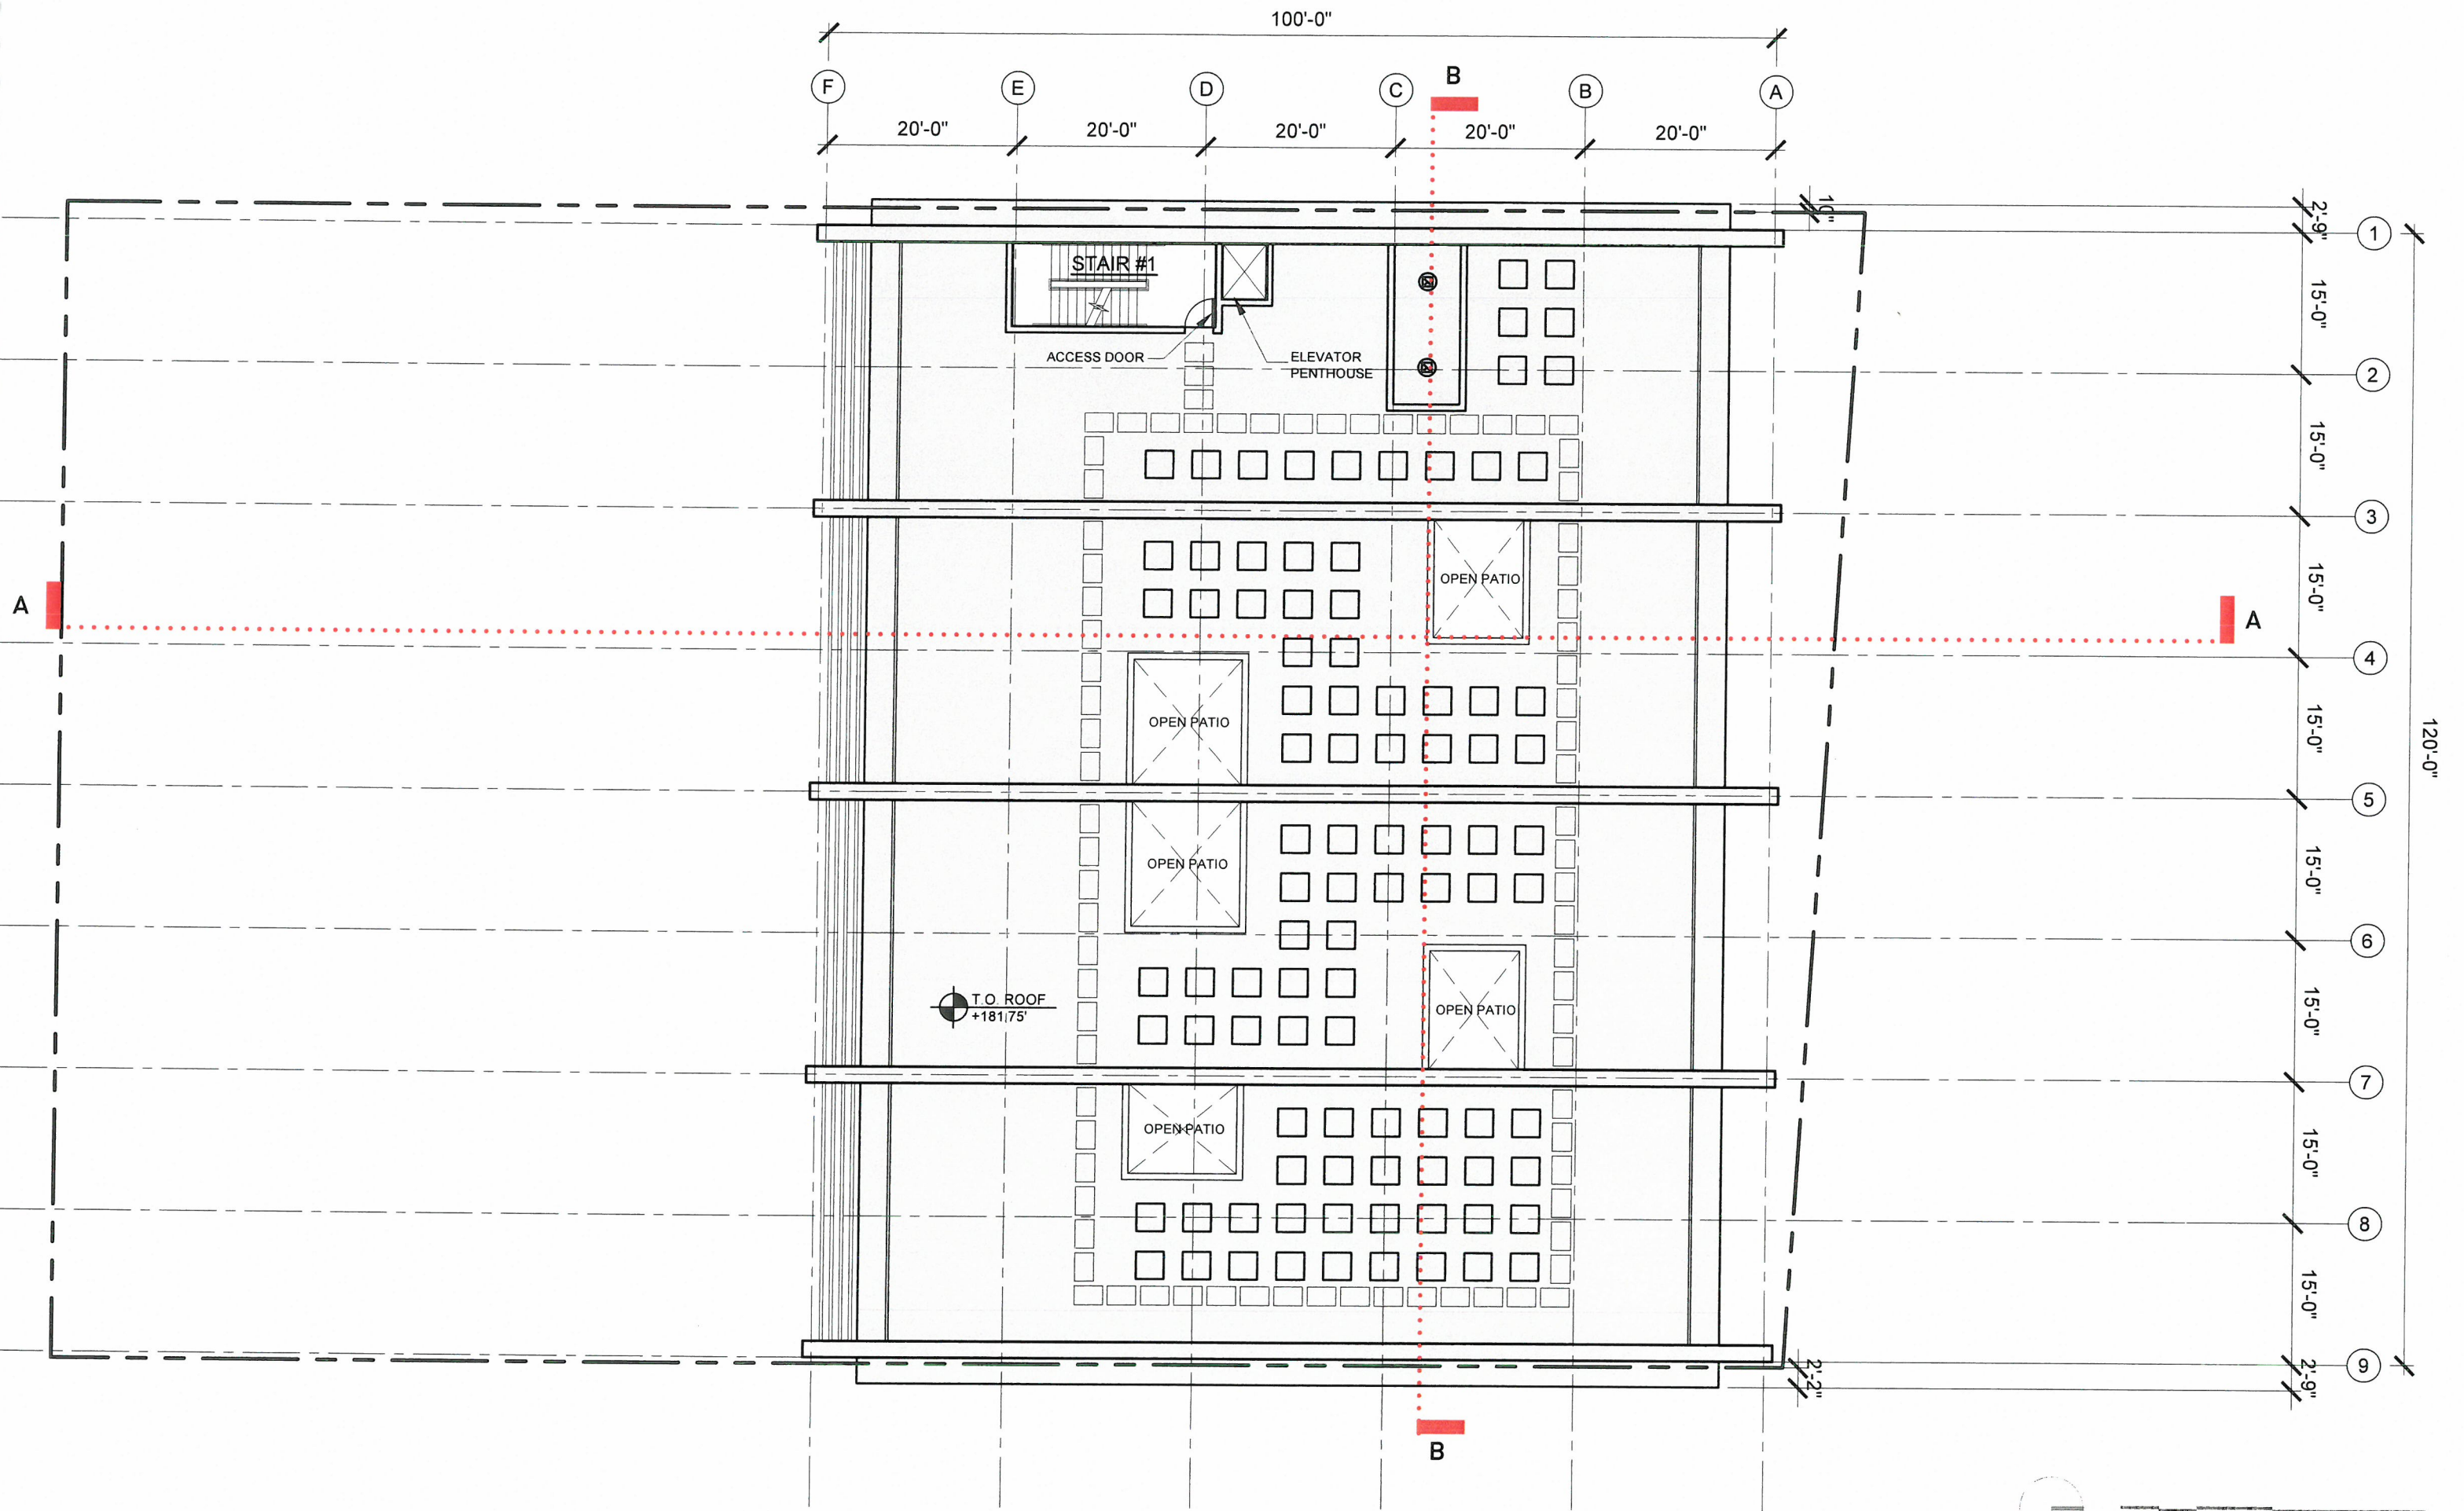 100'-0"
F
E
D
C
B
B
A
20'-0"
20'-0"
20'-0"
20'-0"
20'-0"
10"
2'-9"
1
STAIR #1
15'-0"
ACCESS DOOR
ELEVATOR
PENTHOUSE
2
15'-0"
3
OPEN PATIO
15'-0"
A
A
4
OPEN PATIO
15'-0"
120'-0"
5
OPEN PATIO
15'-0"
6
T.O. ROOF
+181.75'
OPEN PATIO
15'-0"
7
OPEN PATIO
15'-0"
8
15'-0"
9
2'-2"
2'-9"
B